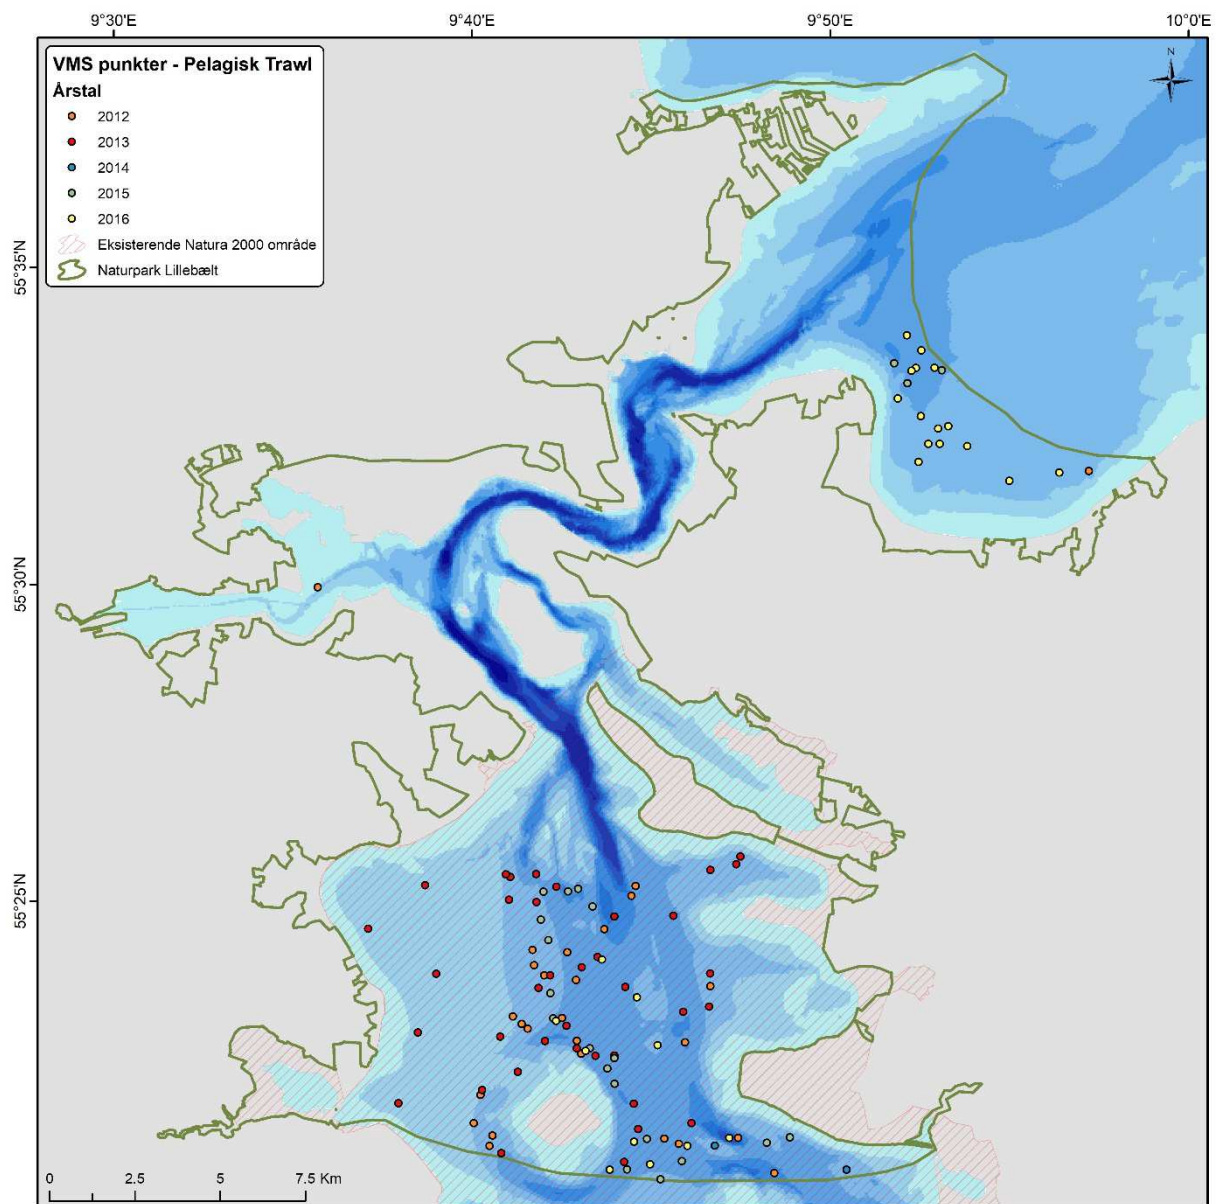 9°30'E 9°40'E 9°50'E 10°0'E
VMS punkter - Pelagisk Trawl
Årstal
2012
2013
2014
2015
2016
Eksisterende Natura 2000 område
Naturpark Lillebælt
N
55°35'N
55°30'N
55°25'N
0 2.5 5 7.5 Km